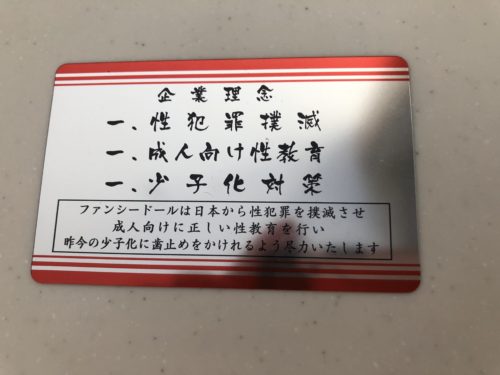 企業理念
一、性犯罪撲滅
一、成人向け性教育
一、少子化対策
ファンシードールは日本から性犯罪を撲滅させ
成人向けに正しい性教育を行い
昨今の少子化に歯止めをかけれるよう尽力いたします